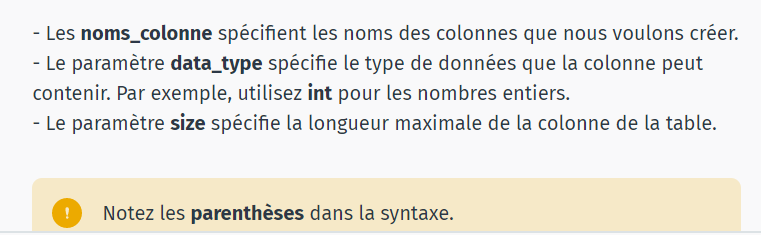 - Les noms_colonne spécifient les noms des colonnes que nous voulons créer.
- Le paramètre data_type spécifie le type de données que la colonne peut
contenir. Par exemple, utilisez int pour les nombres entiers.
- Le paramètre size spécifie la longueur maximale de la colonne de la table.
! Notez les parenthèses dans la syntaxe.